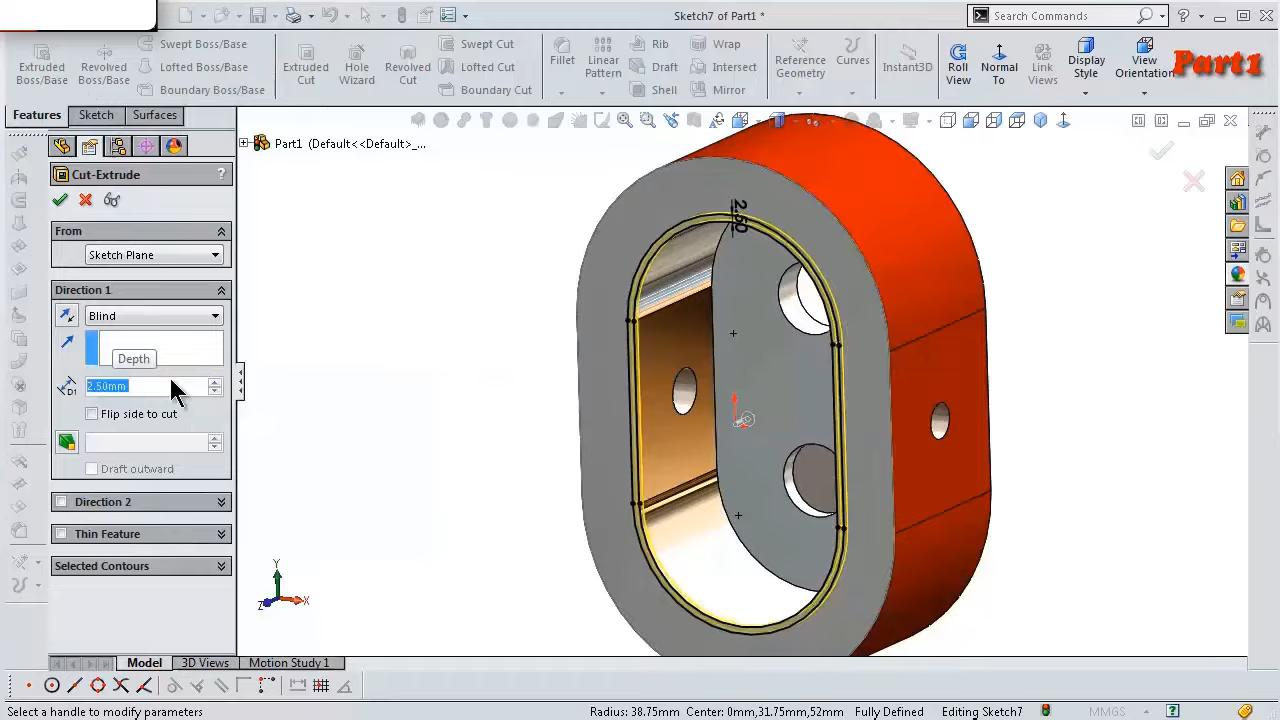 Sketch7 of Part1 *
Search Commands
Extruded Boss/Base
Revolved Boss/Base
Swept Boss/Base
Lofted Boss/Base
Boundary Boss/Base
Extruded Cut
Hole Wizard
Revolved Cut
Swept Cut
Lofted Cut
Boundary Cut
Fillet
Linear Pattern
Rib
Draft
Shell
Wrap
Intersect
Mirror
Reference Geometry
Curves
Instant3D
Roll View
Normal To
Link Views
Display Style
View Orientation
Part1
Features
Sketch
Surfaces
Part1 (Default<<Default>_...
Cut-Extrude
?
From
Sketch Plane
Direction 1
Blind
Depth
D1
2.50mm
Flip side to cut
Draft outward
Direction 2
Thin Feature
Selected Contours
2.50
Y
Z
X
Model
3D Views
Motion Study 1
Select a handle to modify parameters
Radius: 38.75mm Center: 0mm,31.75mm,52mm
Fully Defined
Editing Sketch7
MMGS
?